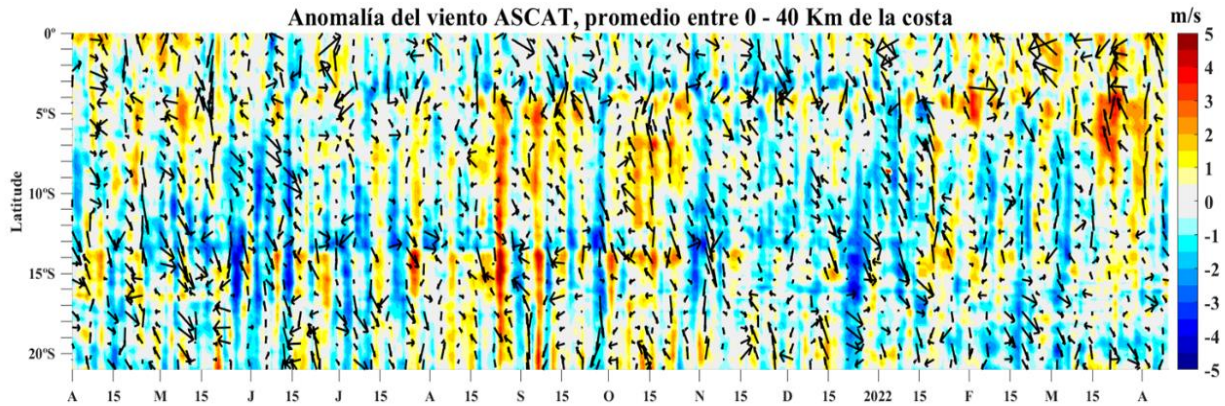 Anomalía del viento ASCAT, promedio entre 0 - 40 Km de la costa
m/s
0°
5°S
10°S
15°S
20°S
Latitude
5
4
3
2
1
0
-1
-2
-3
-4
-5
A 15 M 15 J 15 J 15 A 15 S 15 O 15 N 15 D 15 2022 15 F 15 M 15 A